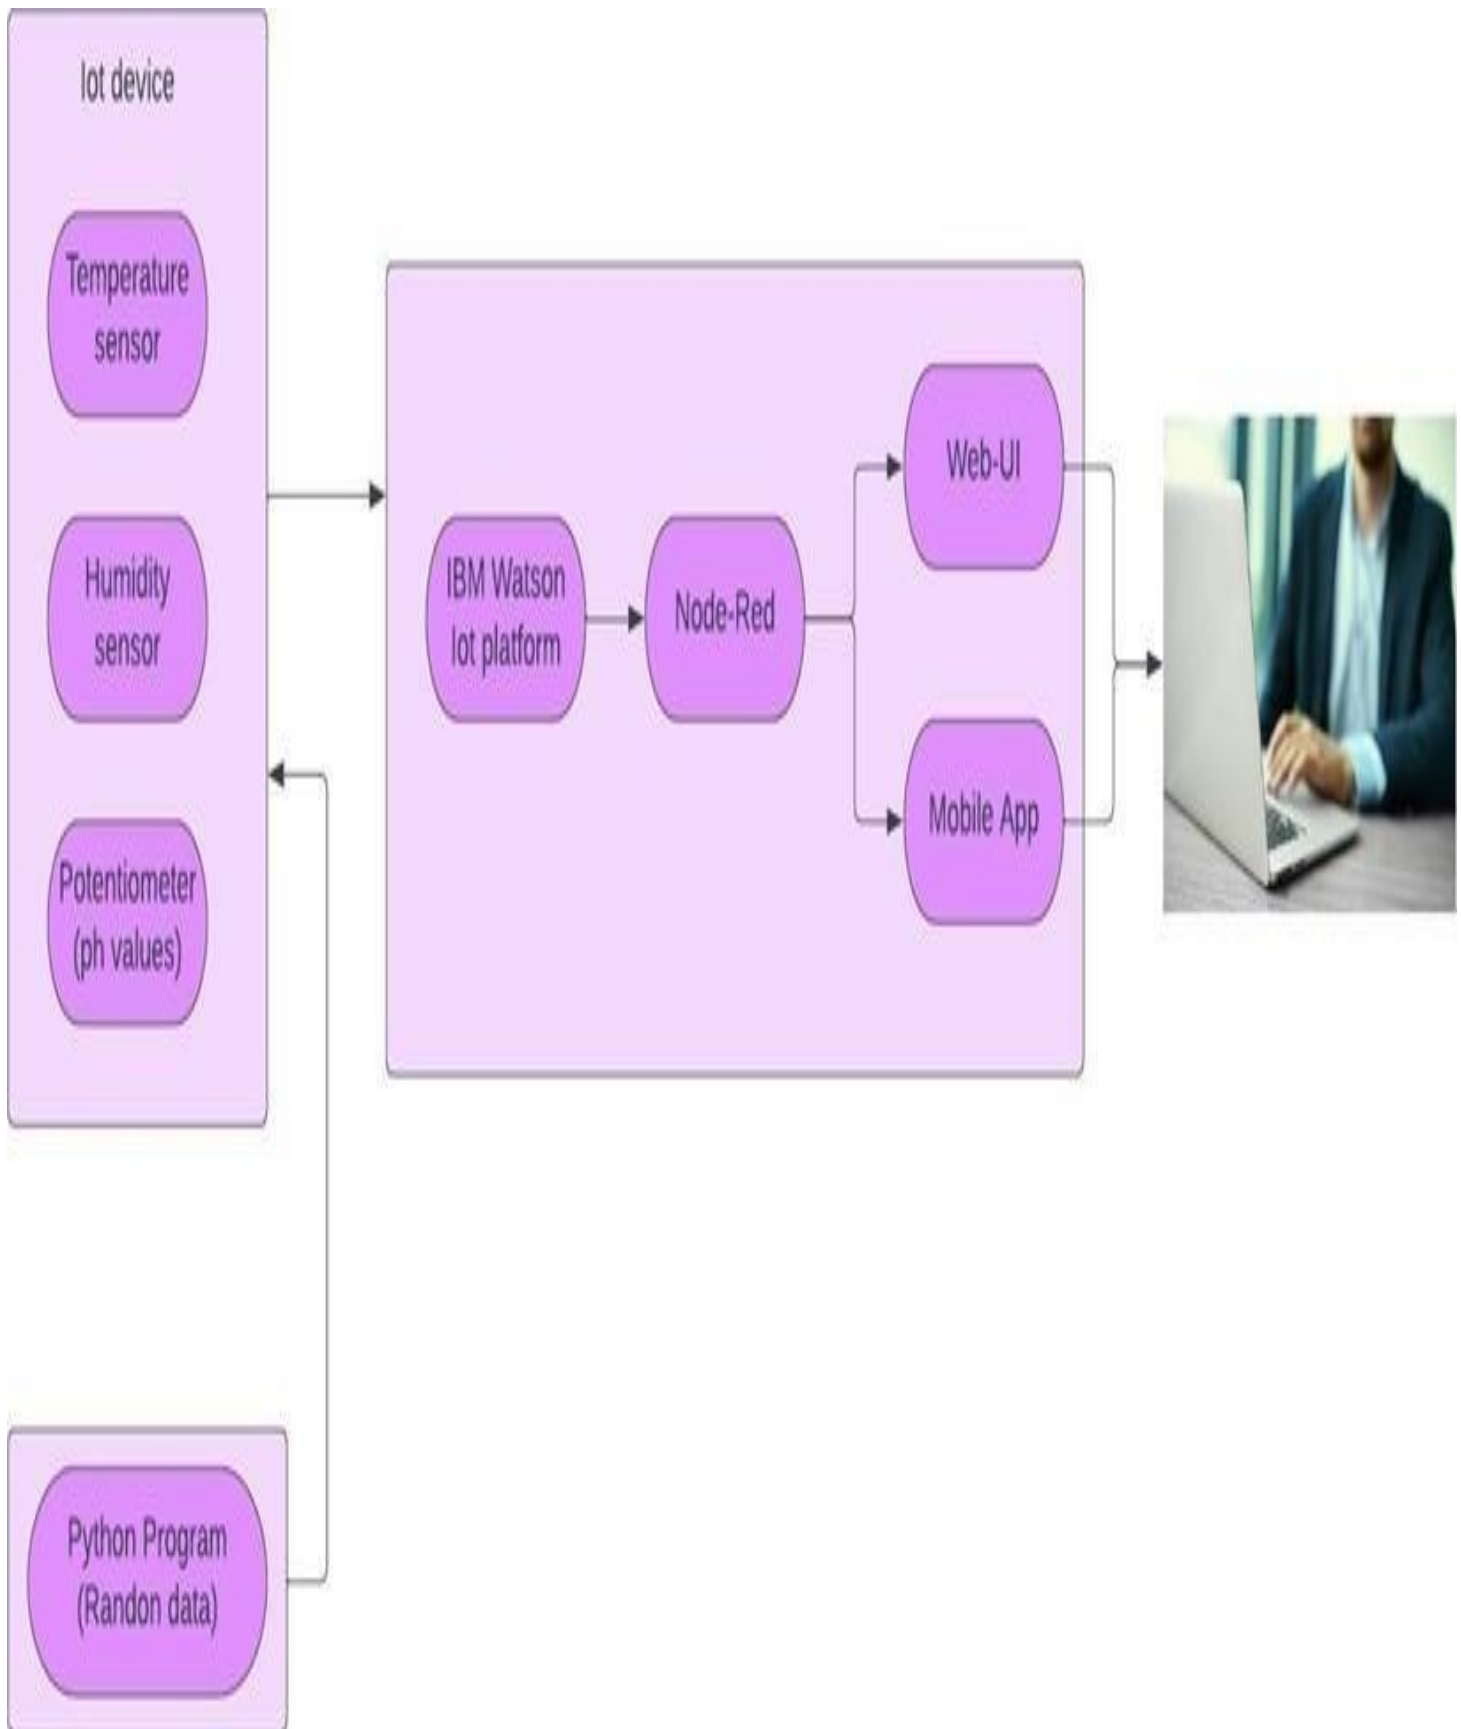 Iot device
Temperature
sensor
Humidity
sensor
Potentiometer
(ph values)
IBM Watson
Iot platform
Node-Red
Web-UI
Mobile App
Python Program
(Randon data)